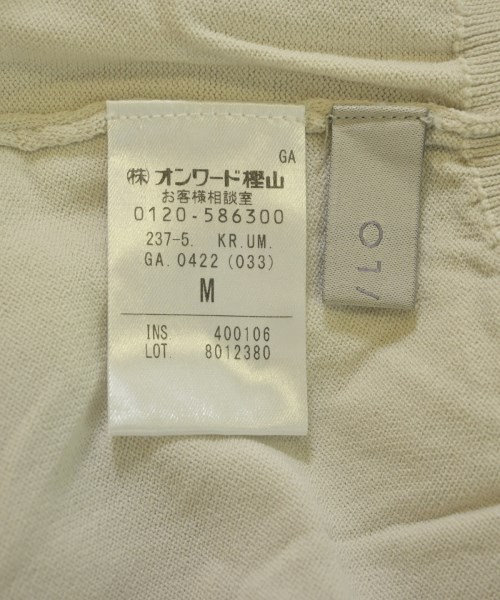 GA
(株)オンワード樫山
お客様相談室
0120-586300
237-5. KR.UM.
GA.0422(033)
M
INS 400106
LOT. 8012380